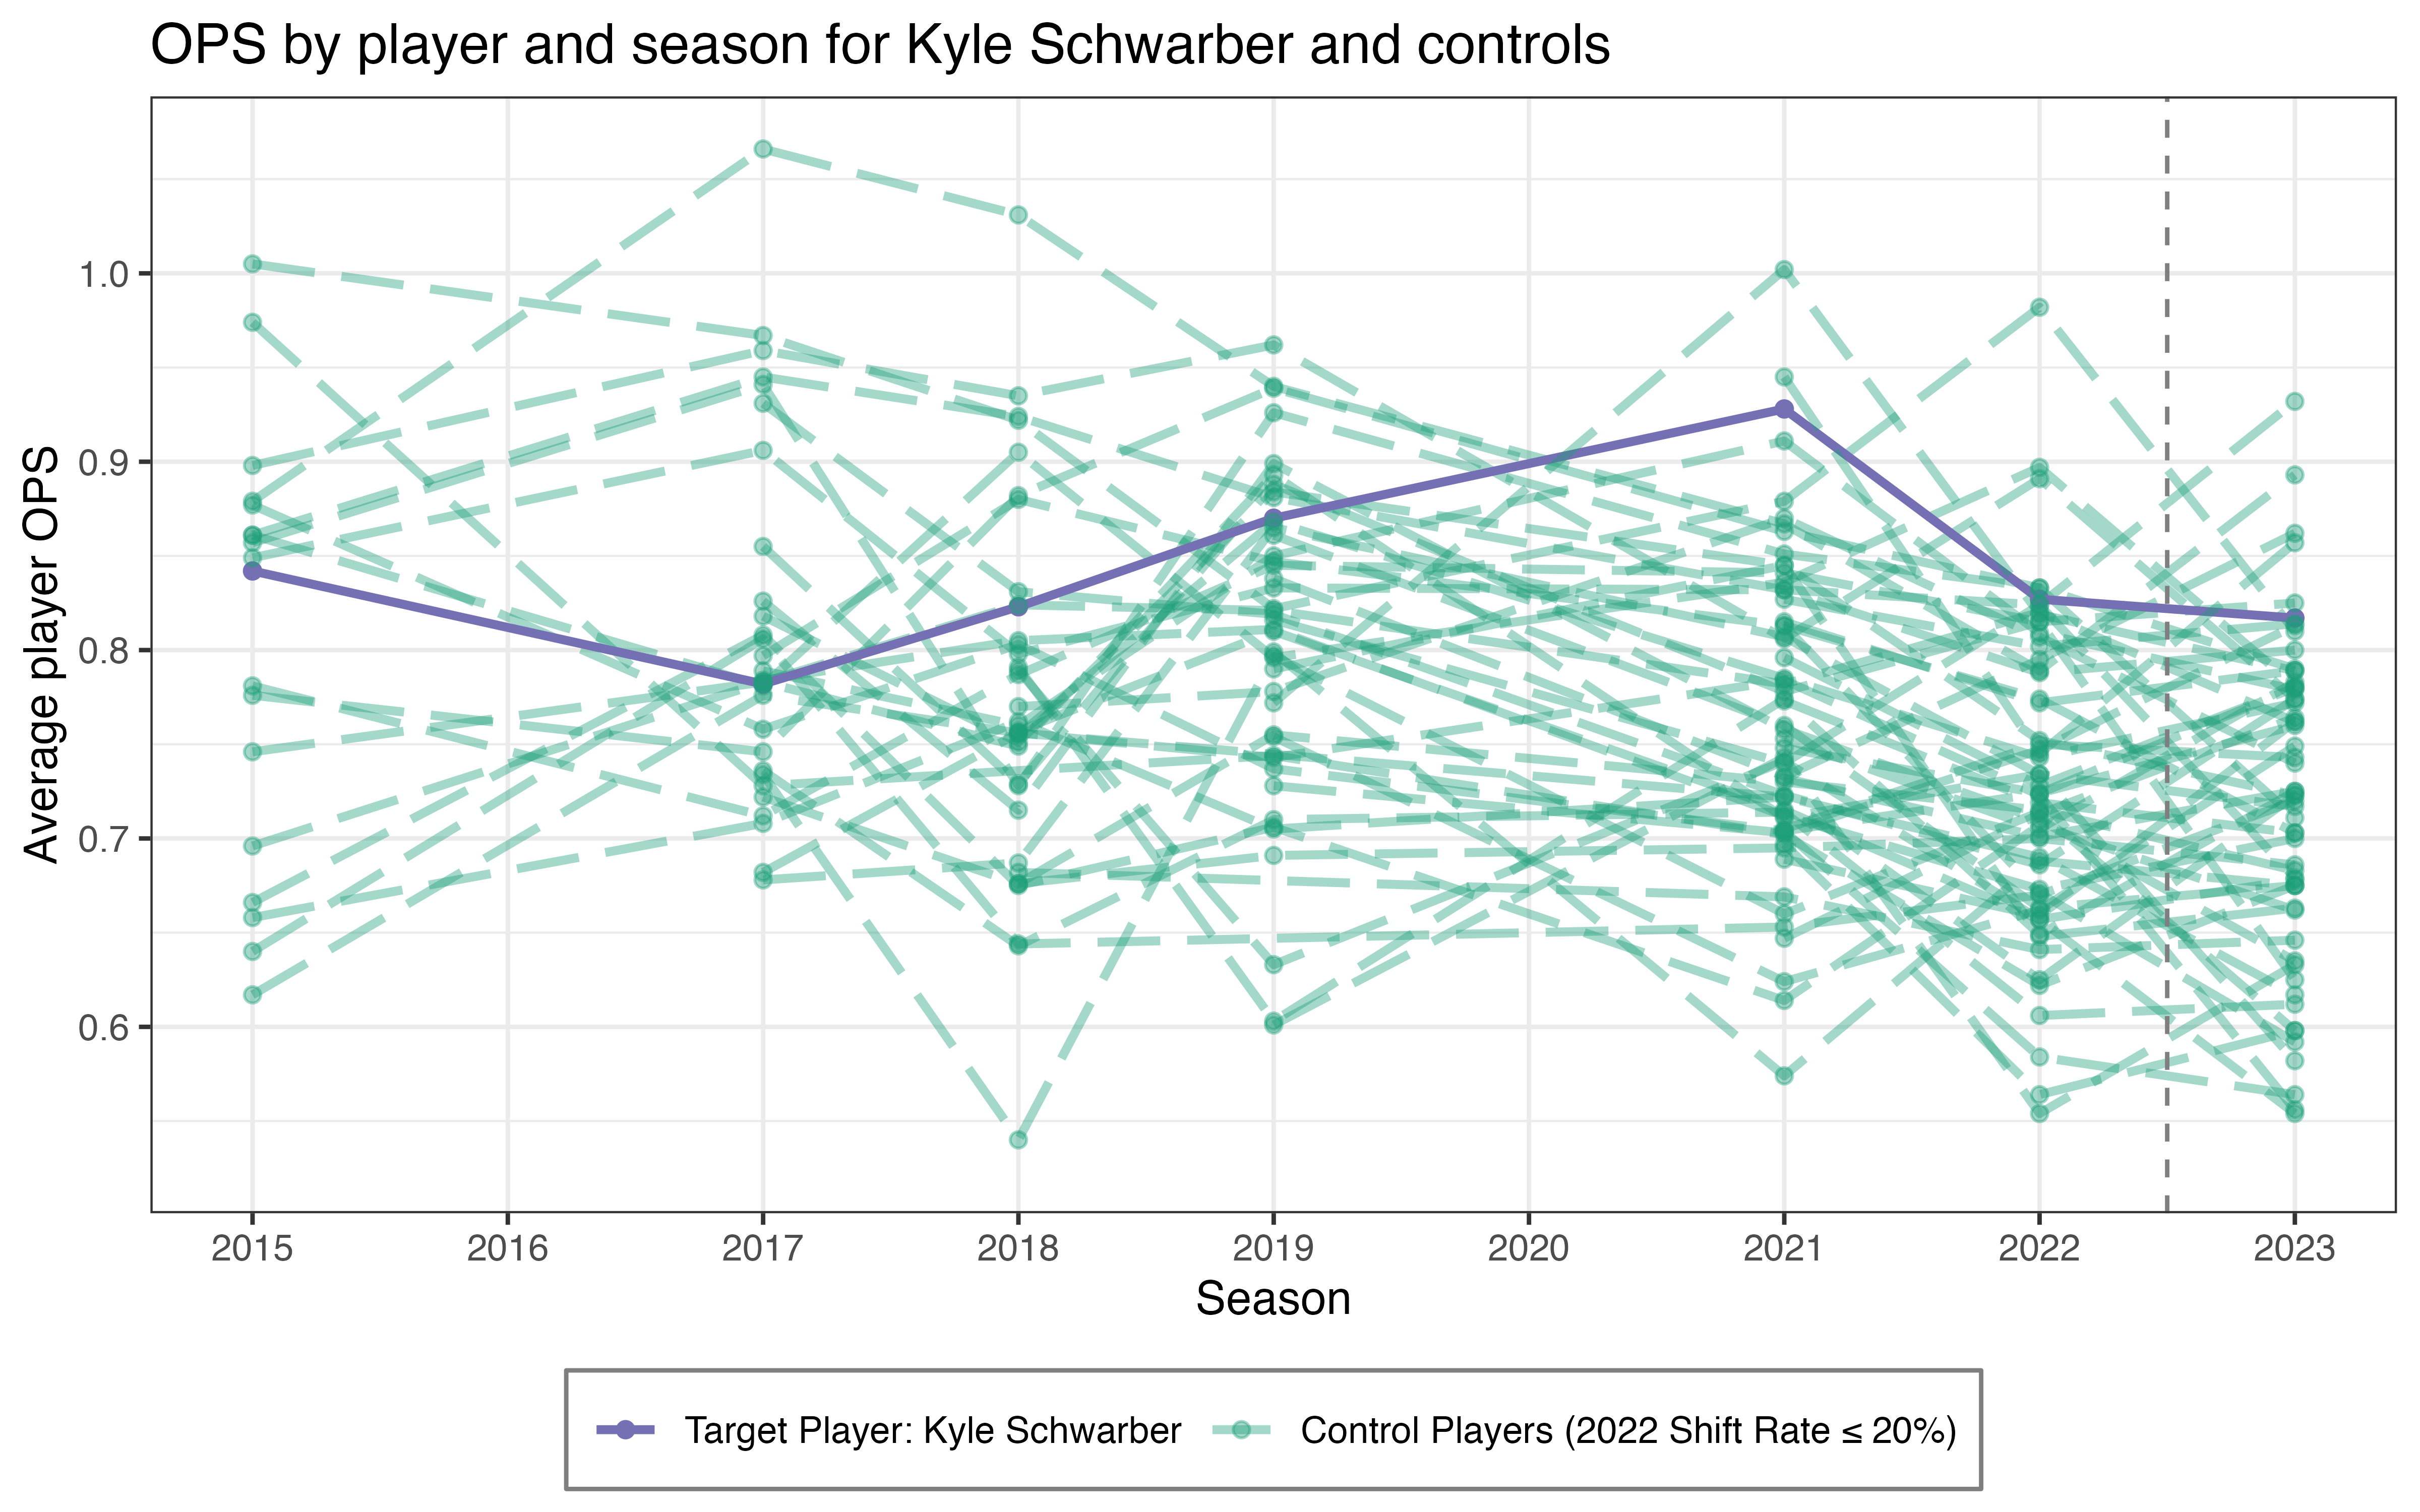 OPS by player and season for Kyle Schwarber and controls
Average player OPS
1.0
0.9
0.8
0.7
0.6
2015 2016 2017 2018 2019 2020 2021 2022 2023
Season
Target Player: Kyle Schwarber Control Players (2022 Shift Rate ≤ 20%)